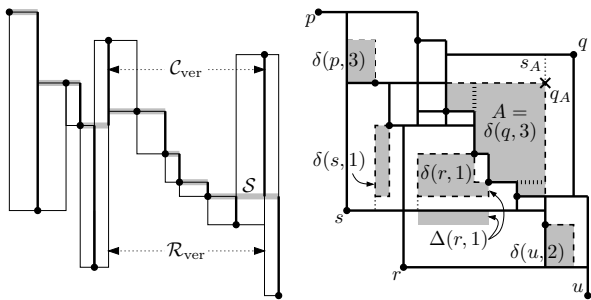 p
q
δ(p, 3)
s_A
C_ver
q_A
A =
δ(q, 3)
δ(s, 1)
δ(r, 1)
S
s
Δ(r, 1)
R_ver
δ(u, 2)
r
u